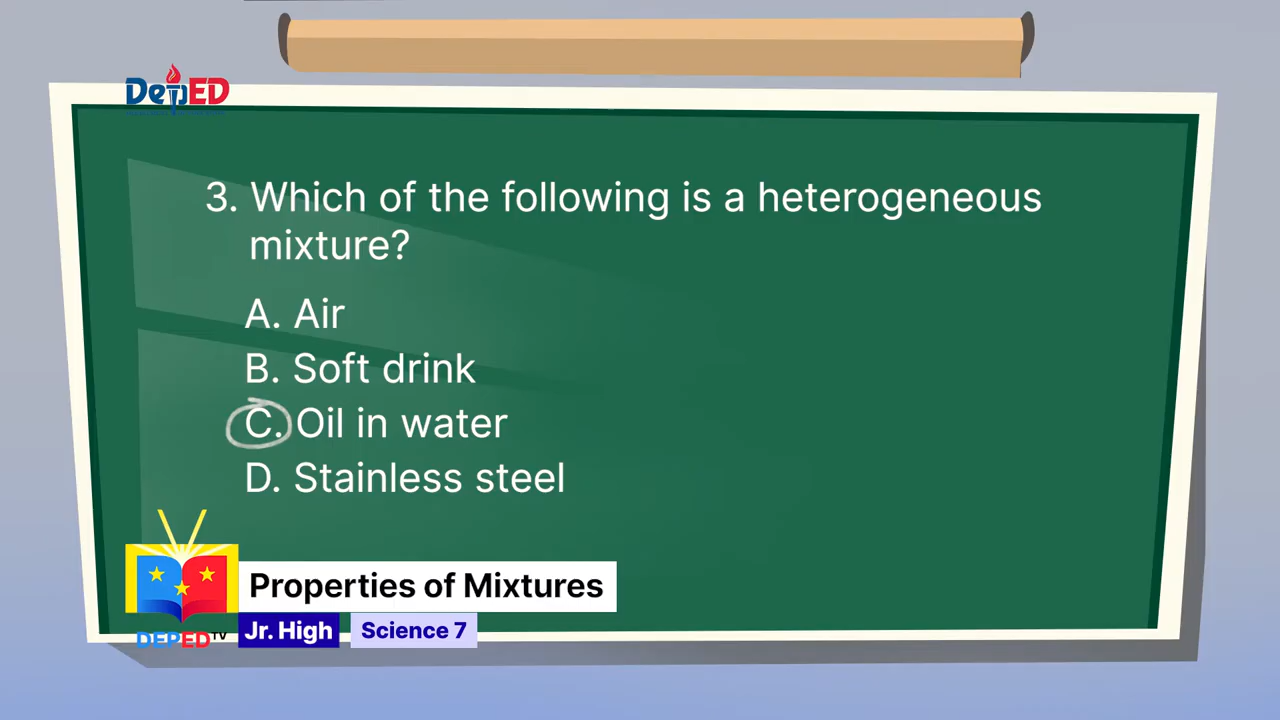 DepED
3. Which of the following is a heterogeneous
mixture?
A. Air
B. Soft drink
C. Oil in water
D. Stainless steel
Properties of Mixtures
DEPED TV
Jr. High
Science 7